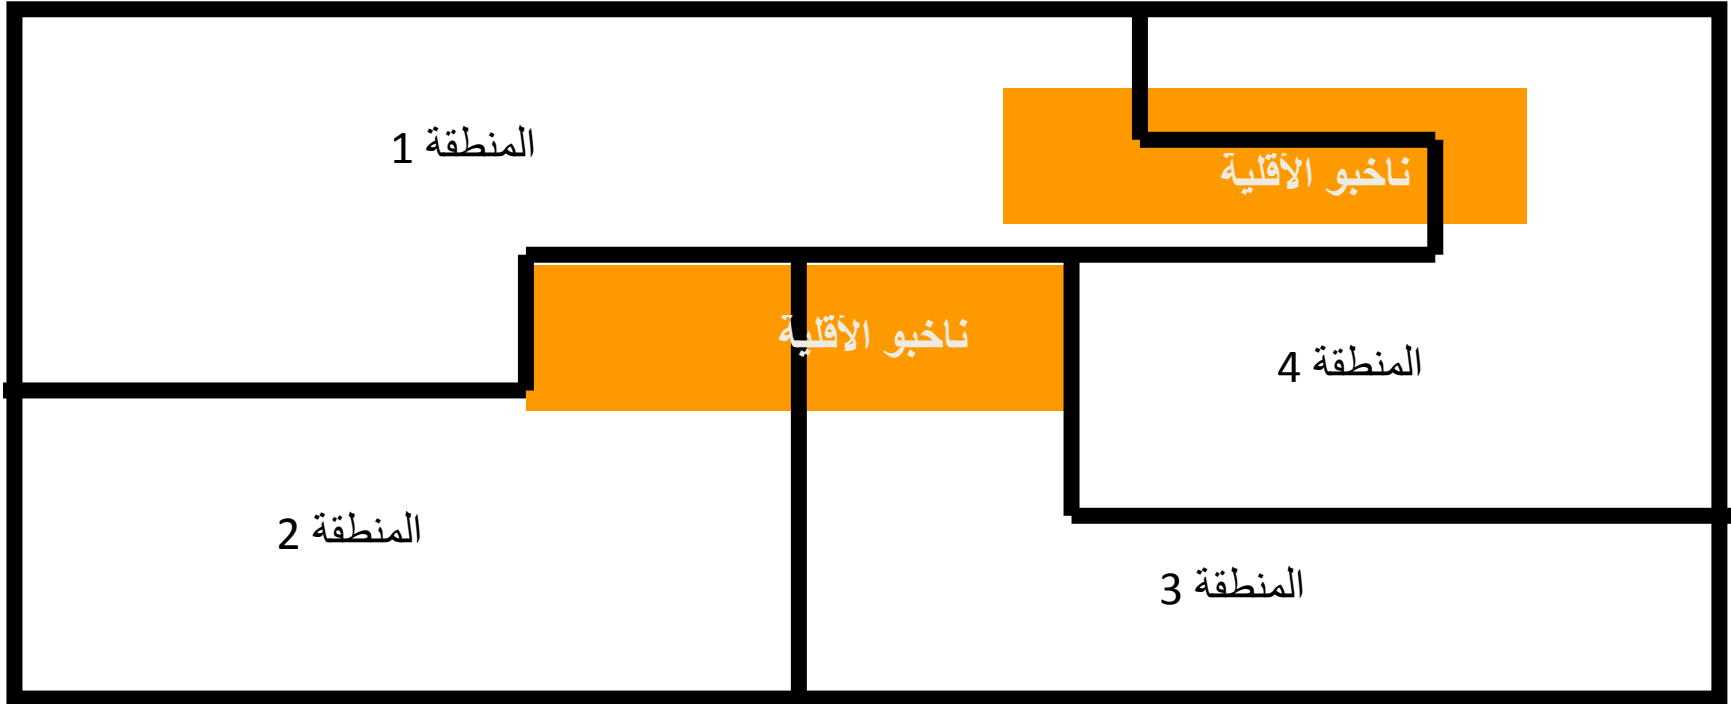 المنطقة 1
ناخبو الأقلية
ناخبو الأقلية
المنطقة 4
المنطقة 2
المنطقة 3